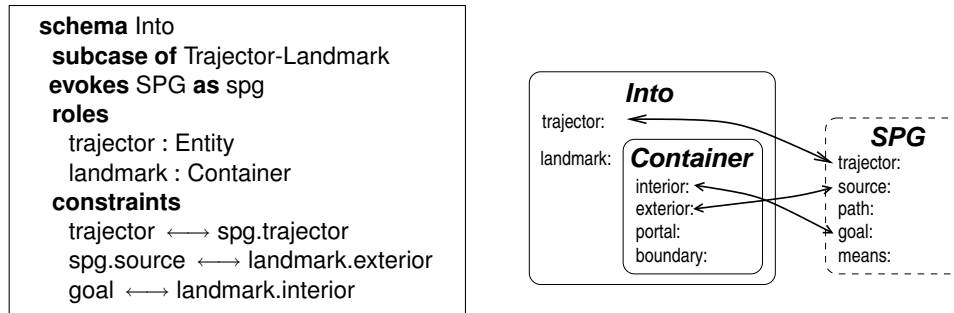 schema Into
subcase of Trajector-Landmark
evokes SPG as spg
roles
trajector : Entity
landmark : Container
constraints
trajector ⟷ spg.trajector
spg.source ⟷ landmark.exterior
goal ⟷ landmark.interior
Into
trajector:
landmark:
Container
interior:
exterior:
portal:
boundary:
SPG
trajector:
source:
path:
goal:
means: